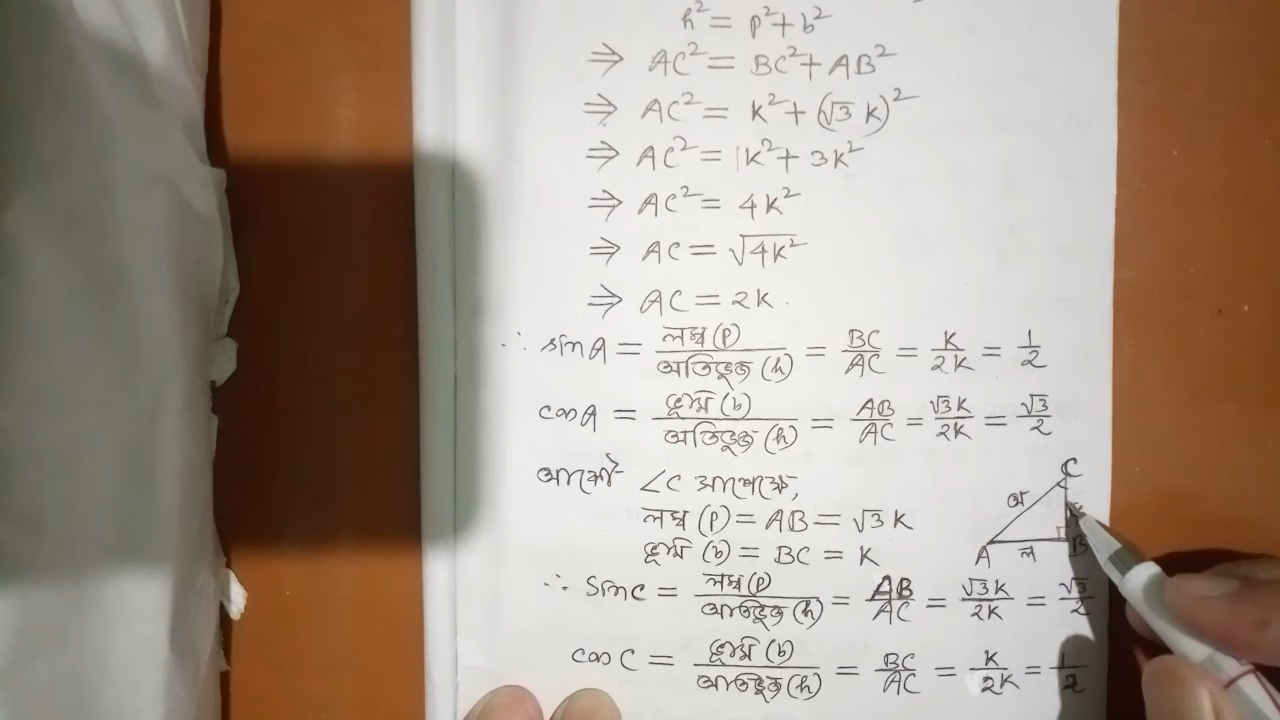 h² = p² + b²
⇒ AC² = BC² + AB²
⇒ AC² = K² + (√3 K)²
⇒ AC² = 1K² + 3K²
⇒ AC² = 4K²
⇒ AC = √4K²
⇒ AC = 2K.
∴ sinA = লম্ব (p)/অতিভূজ (h) = BC/AC = K/2K = 1/2
cosA = ভূমি (b)/অতিভূজ (h) = AB/AC = √3K/2K = √3/2
আকৌ ∠C সাপেক্ষে,
লম্ব (p) = AB = √3 K
ভূমি (b) = BC = K
∴ sinC = লম্ব (p)/অতিভূজ (h) = AB/AC = √3K/2K = √3/2
cosC = ভূমি (b)/অতিভূজ (h) = BC/AC = K/2K = 1/2
C
অ
A ল B